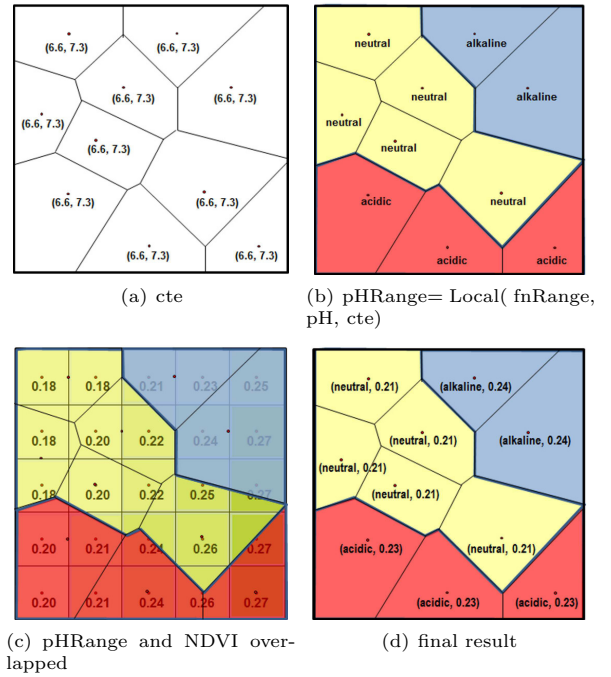 (6.6, 7.3)
(6.6, 7.3)
(6.6, 7.3)
(6.6, 7.3)
(6.6, 7.3)
(6.6, 7.3)
(6.6, 7.3)
(6.6, 7.3)
(6.6, 7.3)
(6.6, 7.3)
(a) cte
neutral
alkaline
neutral
alkaline
neutral
neutral
acidic
neutral
acidic
acidic
(b) pHRange= Local( fnRange,
pH, cte)
0.18 0.18 0.21 0.23 0.25
0.18 0.20 0.22 0.24 0.27
0.18 0.20 0.22 0.25 0.27
0.20 0.21 0.24 0.26 0.27
0.20 0.21 0.24 0.26 0.27
(c) pHRange and NDVI over-
lapped
(neutral, 0.21)
(alkaline, 0.24)
(neutral, 0.21)
(alkaline, 0.24)
(neutral, 0.21)
(neutral, 0.21)
(acidic, 0.23)
(neutral, 0.21)
(acidic, 0.23)
(acidic, 0.23)
(d) final result